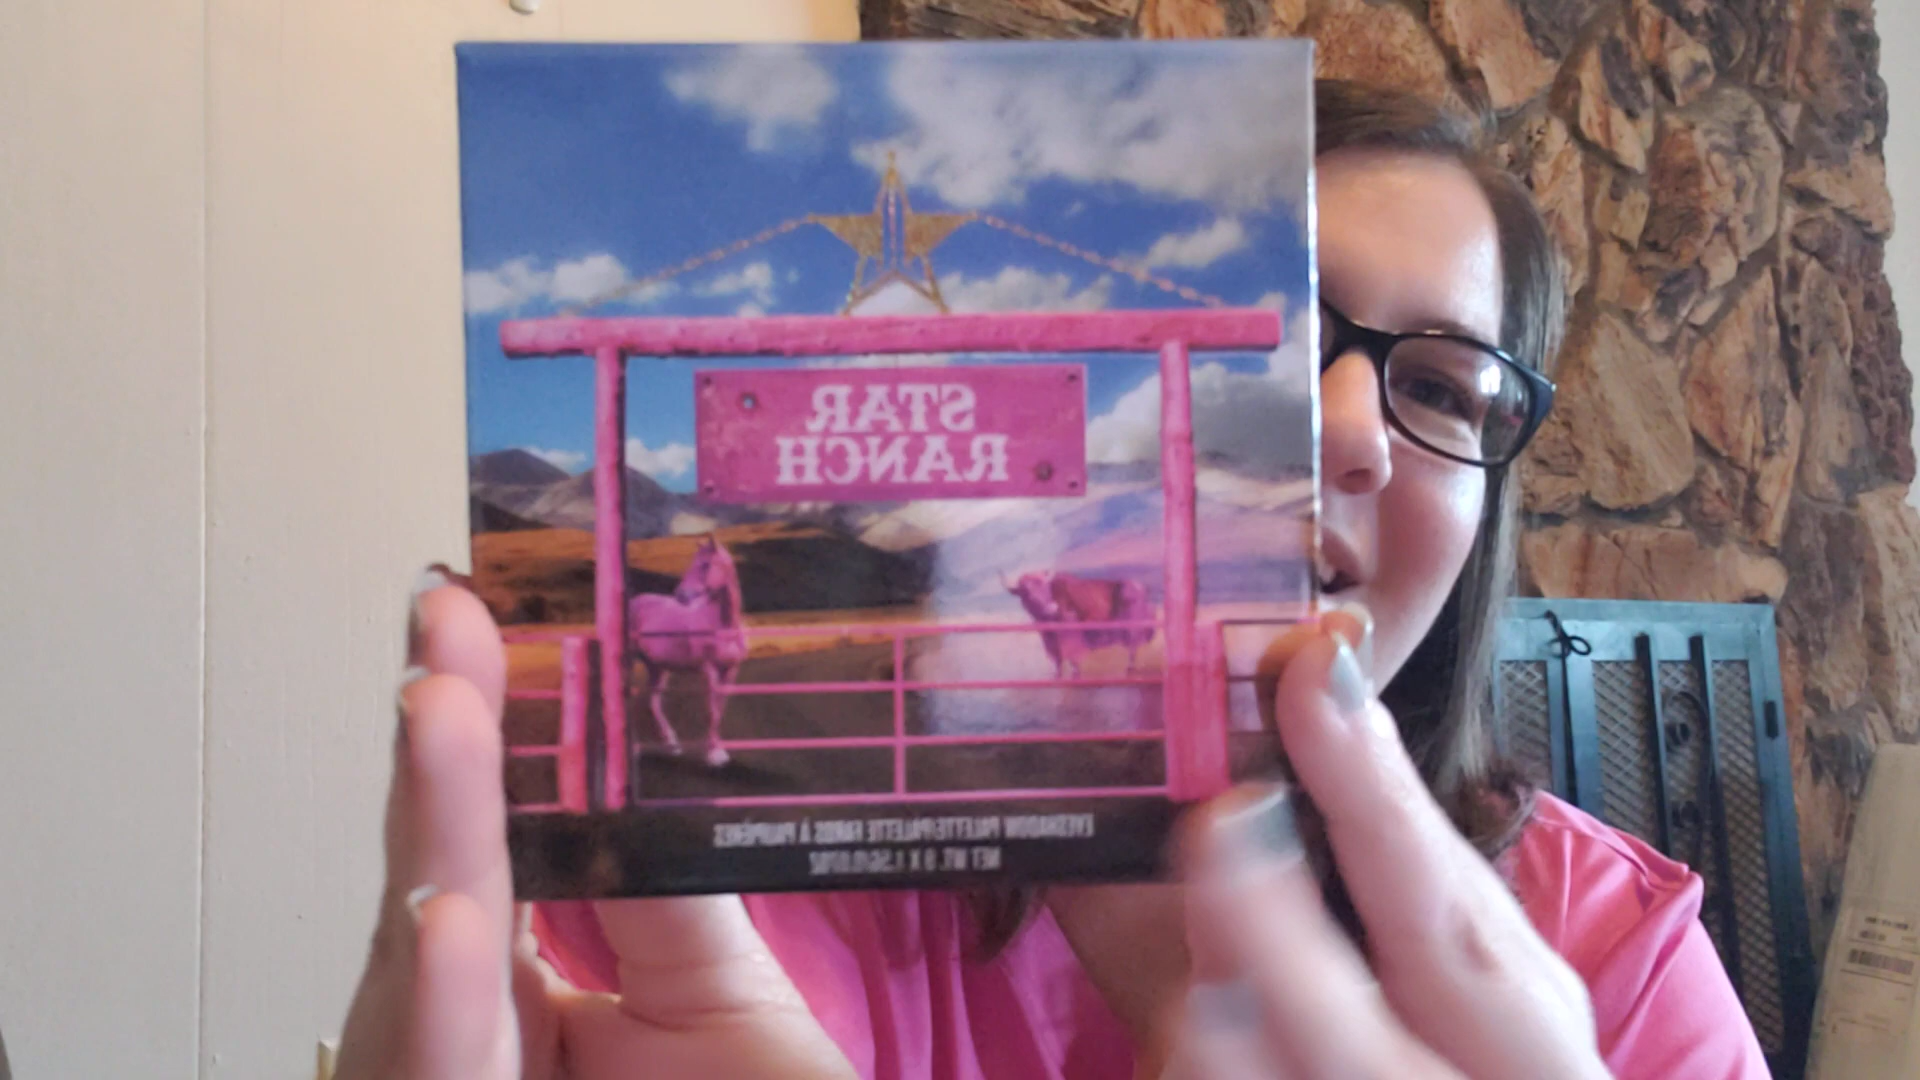 STAR
RANCH
EYESHADOW PALETTE/PALETTE FARDS À PAUPIÈRES
NET WT.